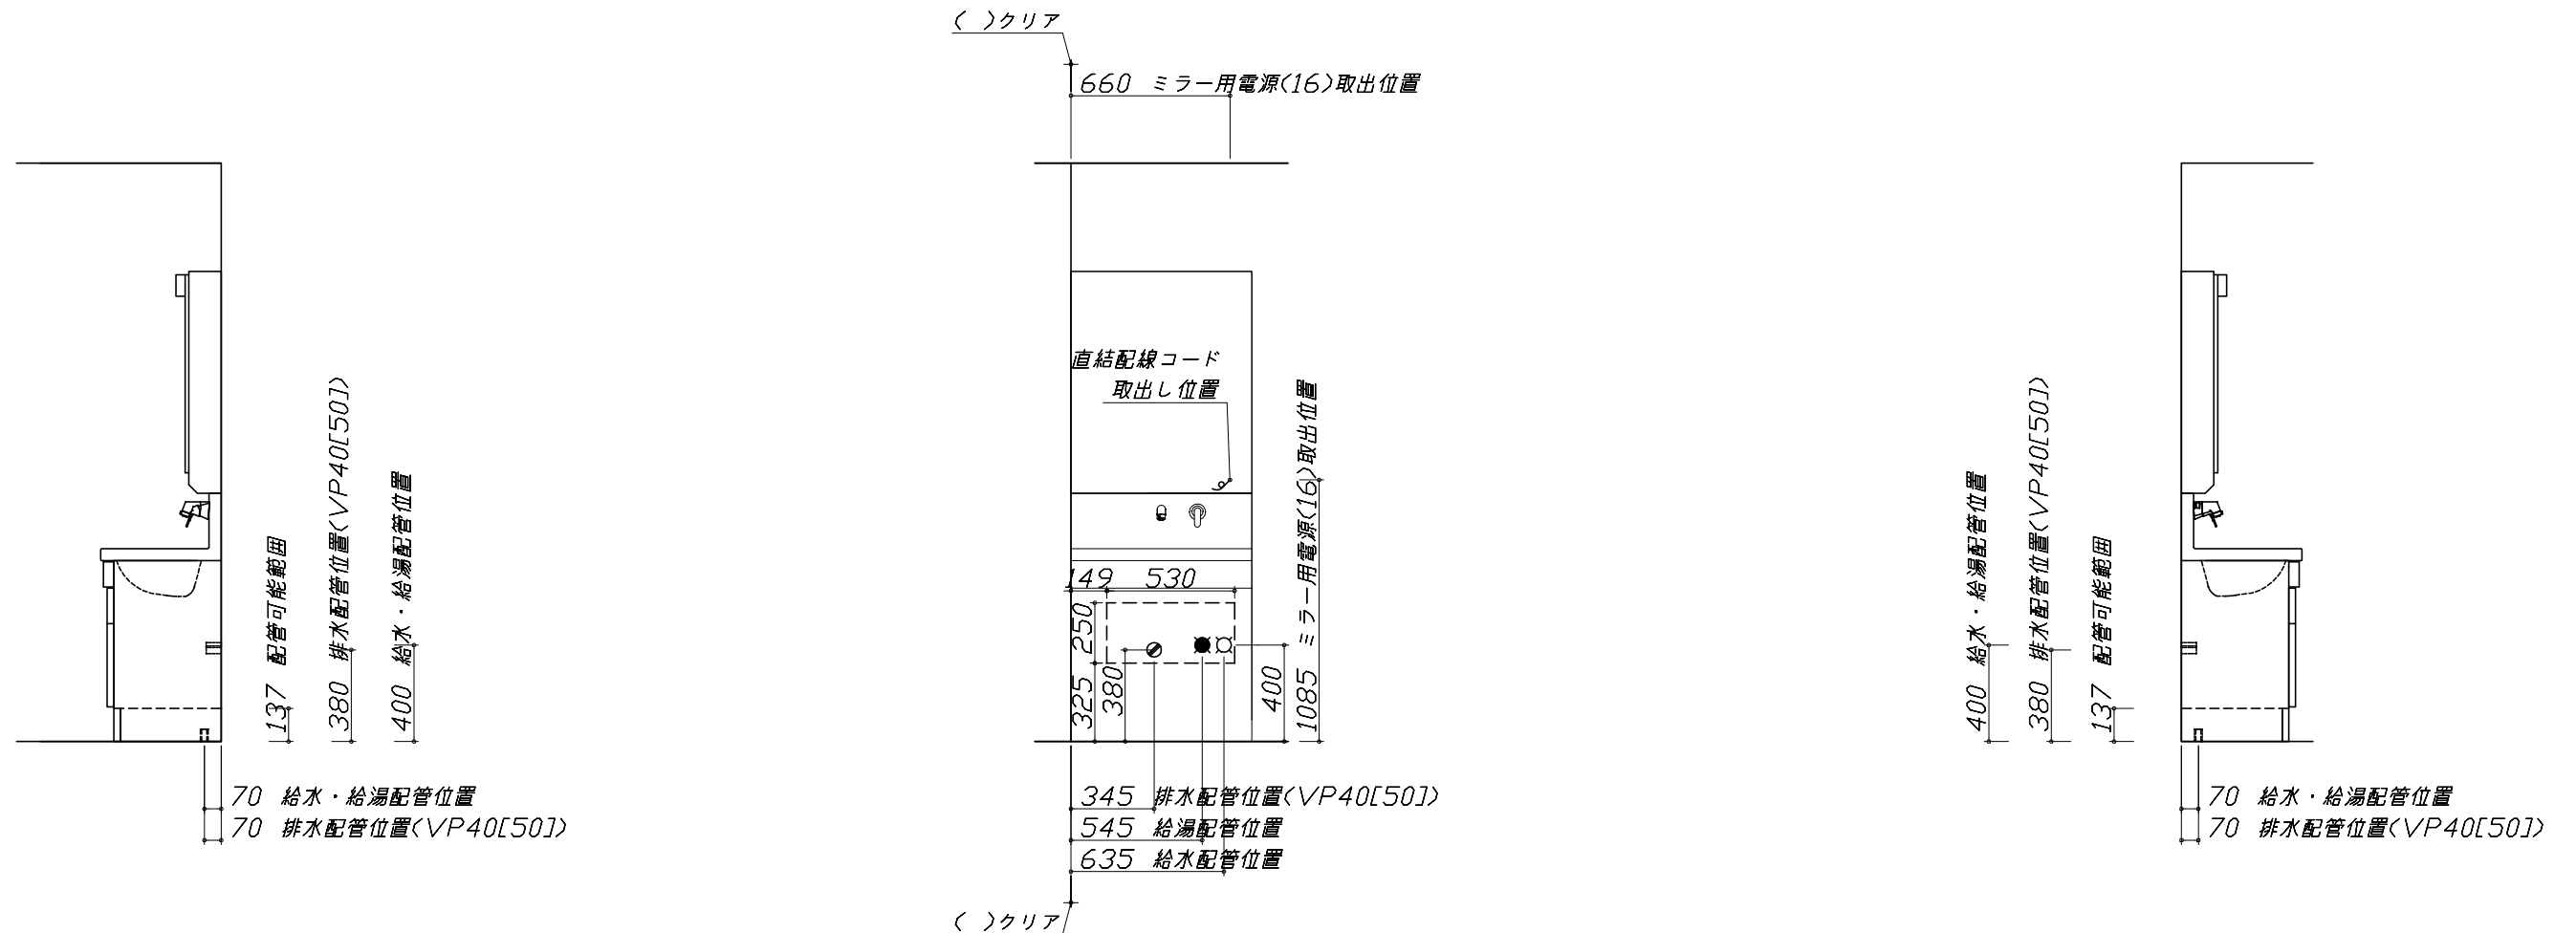 ( )クリア
660 ミラー用電源(16)取出位置
直結配線コード
取出し位置
149 530
250
325
380
400
1085 ミラー用電源(16)取出位置
345 排水配管位置(VP40[50])
545 給湯配管位置
635 給水配管位置
( )クリア
137 配管可能範囲
380 排水配管位置(VP40[50])
400 給水・給湯配管位置
70 給水・給湯配管位置
70 排水配管位置(VP40[50])
400 給水・給湯配管位置
380 排水配管位置(VP40[50])
137 配管可能範囲
70 給水・給湯配管位置
70 排水配管位置(VP40[50])